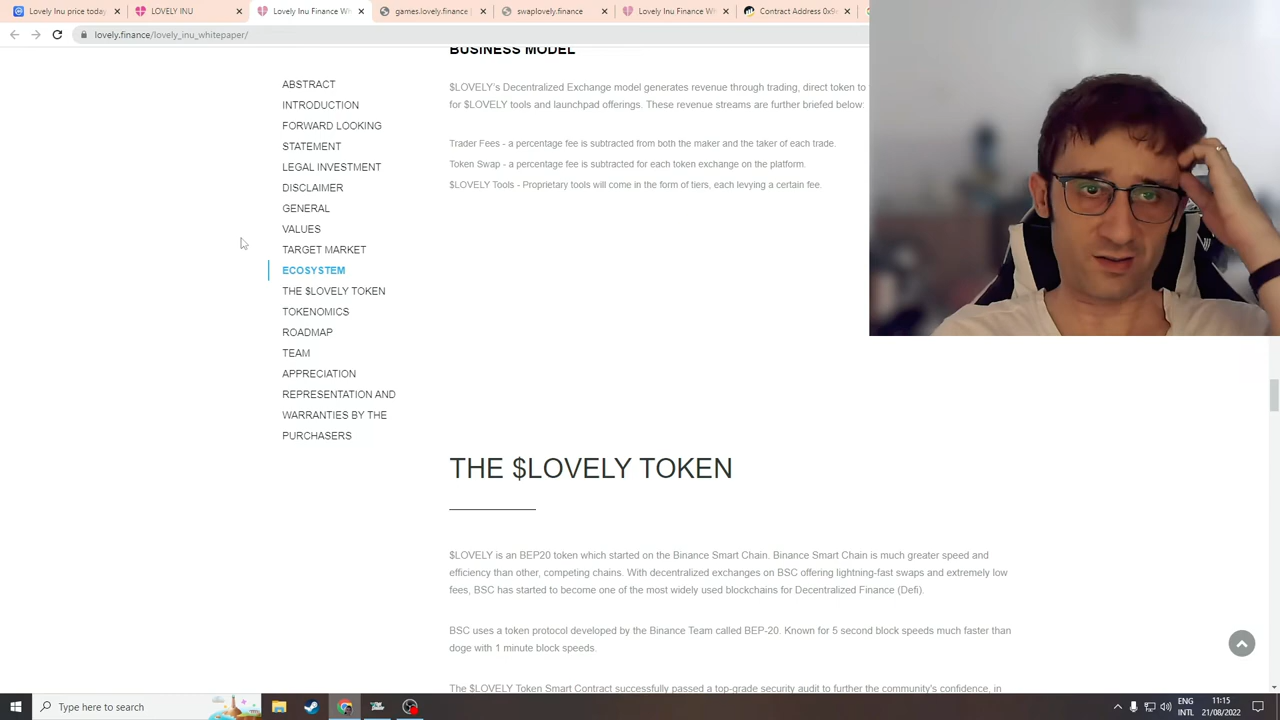 Lovely Inu price today
LOVELY INU
Lovely Inu Finance Wh
games.lovely.finance
swaplovely.finance
Lovely Inu Finance Wh
Contract Address 0x9e
lovely.finance/lovely_inu_whitepaper/
BUSINESS MODEL
ABSTRACT
INTRODUCTION
FORWARD LOOKING
STATEMENT
LEGAL INVESTMENT
DISCLAIMER
GENERAL
VALUES
TARGET MARKET
ECOSYSTEM
THE $LOVELY TOKEN
TOKENOMICS
ROADMAP
TEAM
APPRECIATION
REPRESENTATION AND
WARRANTIES BY THE
PURCHASERS
$LOVELY's Decentralized Exchange model generates revenue through trading, direct token to
for $LOVELY tools and launchpad offerings. These revenue streams are further briefed below:
Trader Fees - a percentage fee is subtracted from both the maker and the taker of each trade.
Token Swap - a percentage fee is subtracted for each token exchange on the platform.
$LOVELY Tools - Proprietary tools will come in the form of tiers, each levying a certain fee.
THE $LOVELY TOKEN
$LOVELY is an BEP20 token which started on the Binance Smart Chain. Binance Smart Chain is much greater speed and
efficiency than other, competing chains. With decentralized exchanges on BSC offering lightning-fast swaps and extremely low
fees, BSC has started to become one of the most widely used blockchains for Decentralized Finance (Defi).
BSC uses a token protocol developed by the Binance Team called BEP-20. Known for 5 second block speeds much faster than
doge with 1 minute block speeds.
The $LOVELY Token Smart Contract successfully passed a top-grade security audit to further the community's confidence, in
Type here to search
ENG
INTL
11:15
21/08/2022